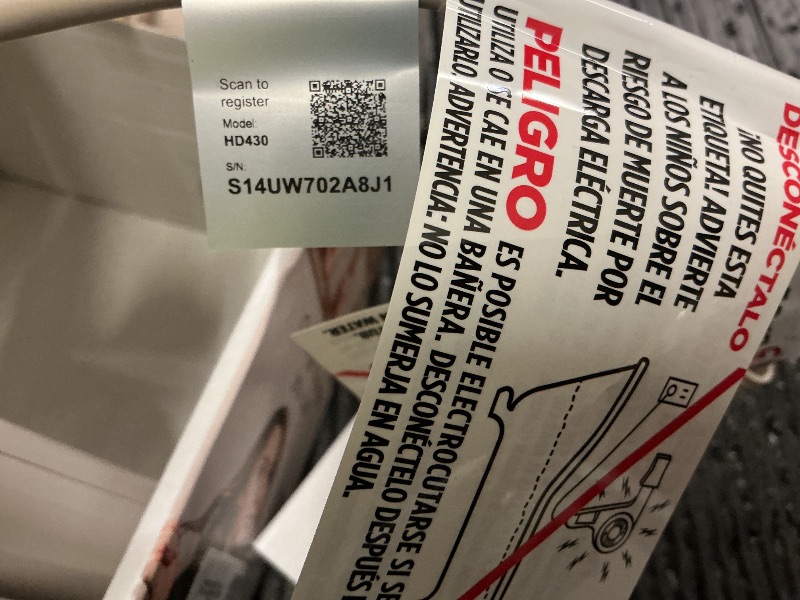 Scan to
register
Model:
HD430
S/N:
S14UW702A8J1
DESCONÉCTALO
¡NO QUITES ESTA
ETIQUETA! ADVIERTE
A LOS NIÑOS SOBRE EL
RIESGO DE MUERTE POR
DESCARGA ELÉCTRICA.
PELIGRO ES POSIBLE ELECTROCUTARSE SI SE
UTILIZA O SE CAE EN UNA BAÑERA. DESCONÉCTELO DESPUÉS
UTILIZARLO. ADVERTENCIA: NO LO SUMERJA EN AGUA.
WATER.